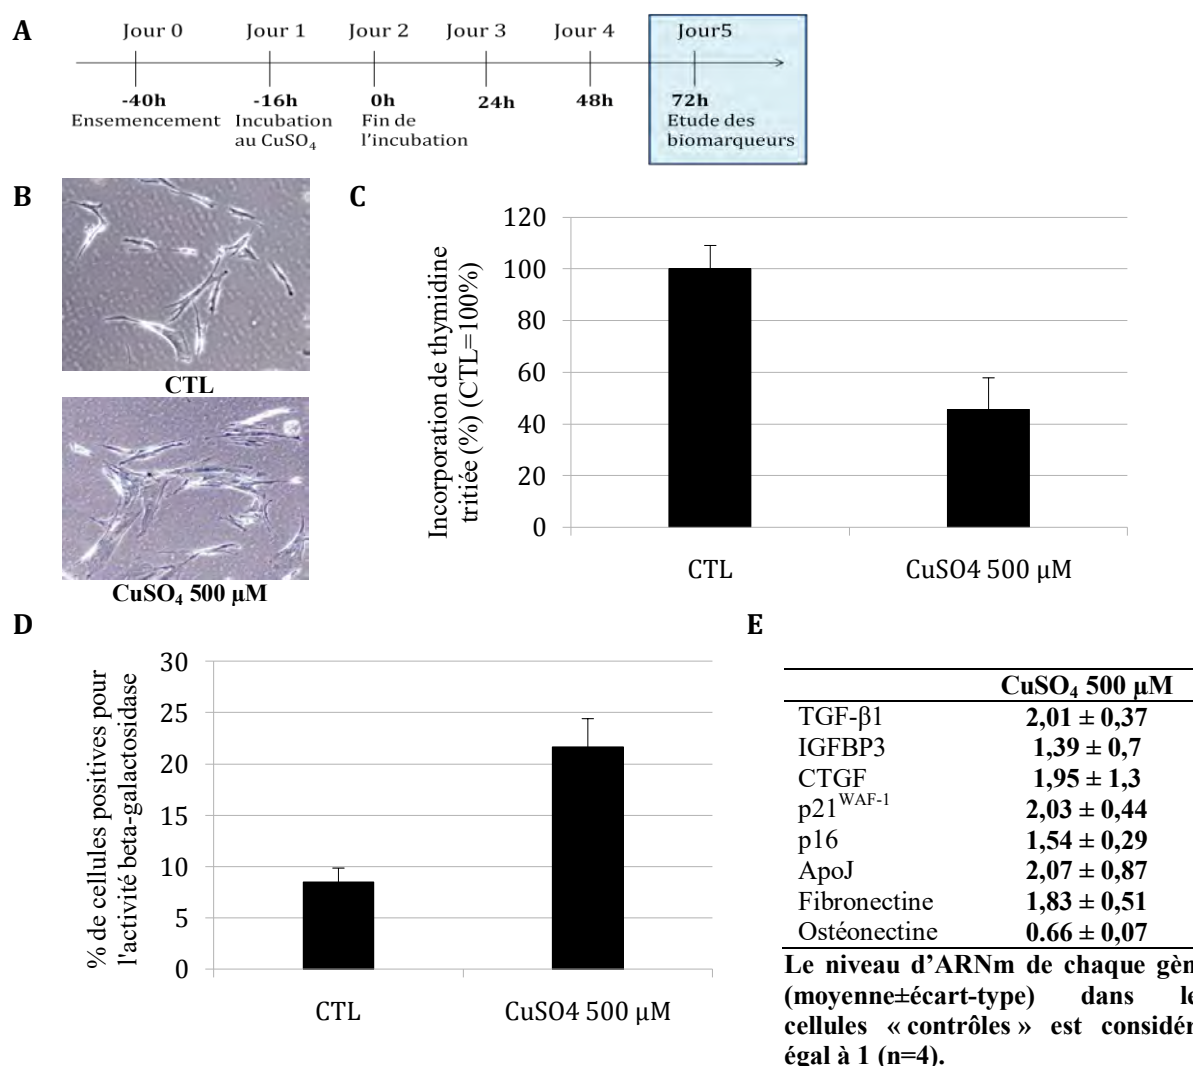 A
Jour 0 Jour 1 Jour 2 Jour 3 Jour 4 Jour5
-40h -16h 0h 24h 48h 72h
Ensemencement Incubation Fin de Etude des
au CuSO4 l'incubation biomarqueurs
B
CTL
CuSO4 500 µM
C
Incorporation de thymidine
tritiée (%) (CTL=100%)
120
100
80
60
40
20
0
CTL CuSO4 500 µM
D
% de cellules positives pour
l'activité beta-galactosidase
30
25
20
15
10
5
0
CTL CuSO4 500 µM
E
CuSO4 500 µM
TGF-β1 2,01 ± 0,37
IGFBP3 1,39 ± 0,7
CTGF 1,95 ± 1,3
p21WAF-1 2,03 ± 0,44
p16 1,54 ± 0,29
ApoJ 2,07 ± 0,87
Fibronectine 1,83 ± 0,51
Ostéonectine 0.66 ± 0,07
Le niveau d'ARNm de chaque gèn
(moyenne±écart-type) dans le
cellules « contrôles » est considér
égal à 1 (n=4).